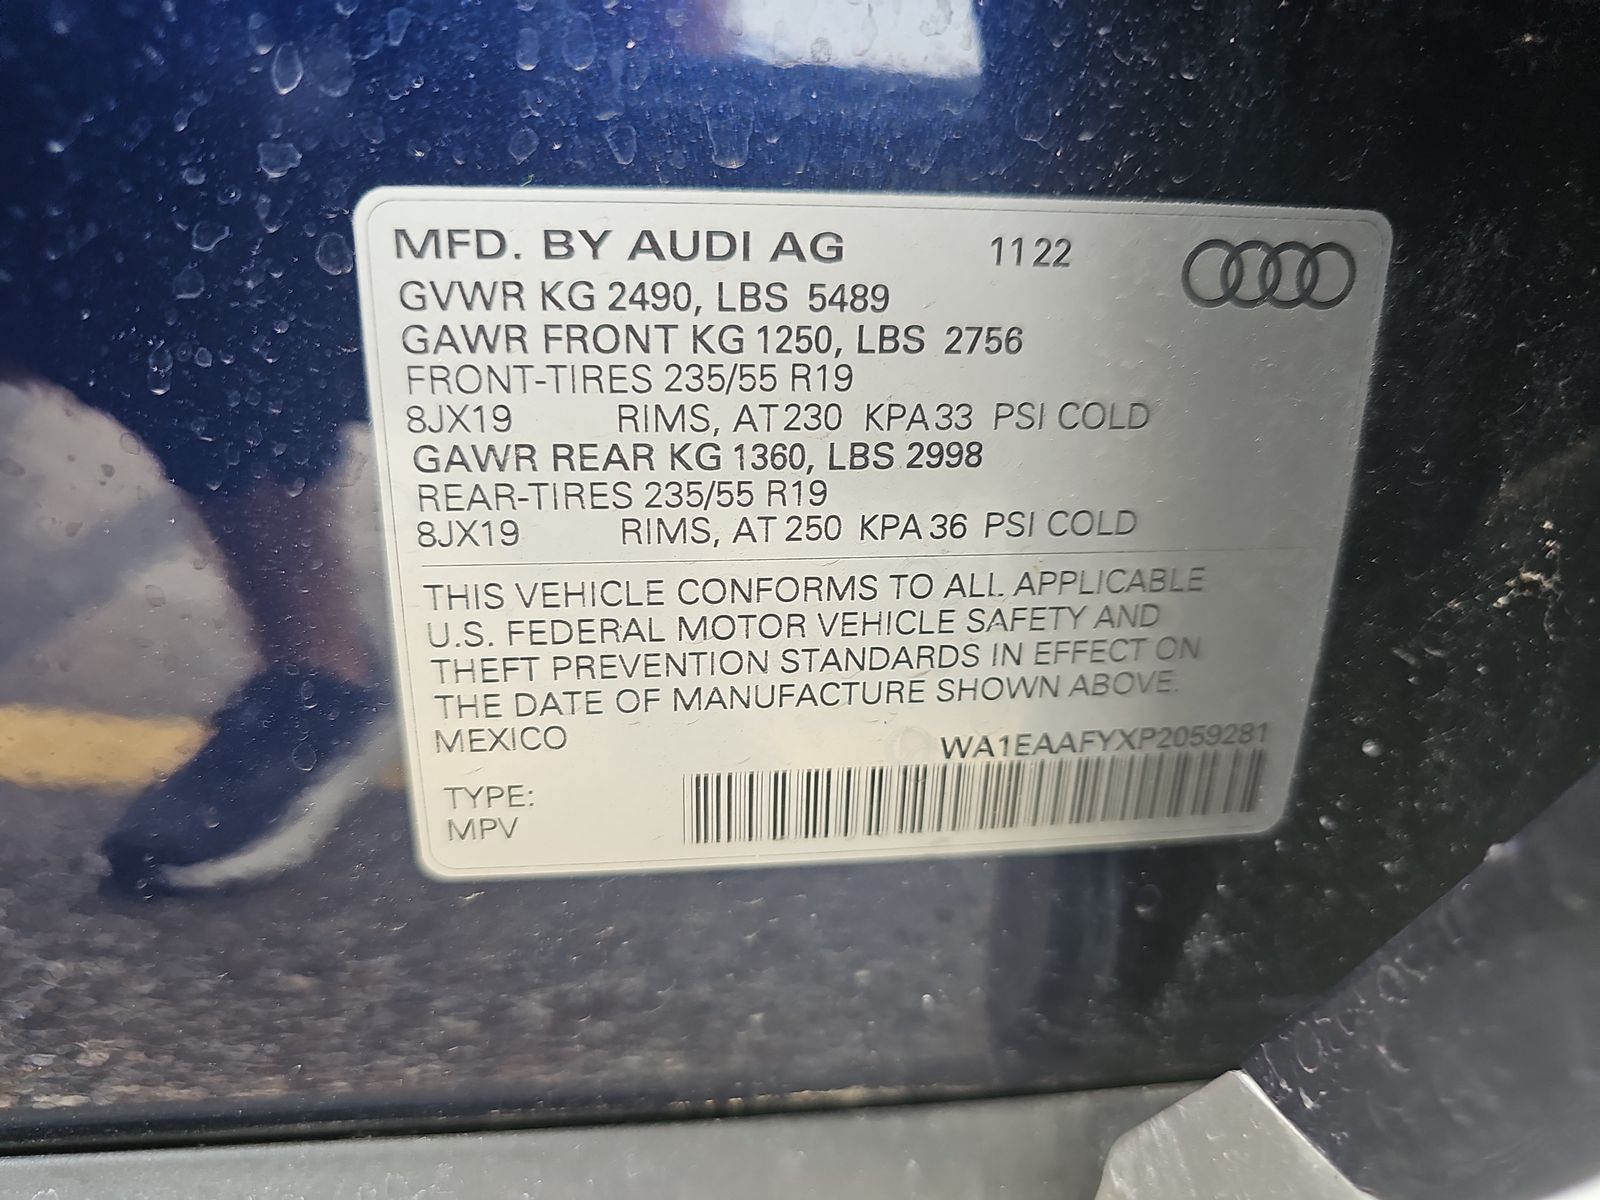 MFD. BY AUDI AG 1122
GVWR KG 2490, LBS 5489
GAWR FRONT KG 1250, LBS 2756
FRONT-TIRES 235/55 R19
8JX19 RIMS, AT 230 KPA 33 PSI COLD
GAWR REAR KG 1360, LBS 2998
REAR-TIRES 235/55 R19
8JX19 RIMS, AT 250 KPA 36 PSI COLD
THIS VEHICLE CONFORMS TO ALL APPLICABLE
U.S. FEDERAL MOTOR VEHICLE SAFETY AND
THEFT PREVENTION STANDARDS IN EFFECT ON
THE DATE OF MANUFACTURE SHOWN ABOVE.
MEXICO
WA1EAAFYXP2059281
TYPE:
MPV